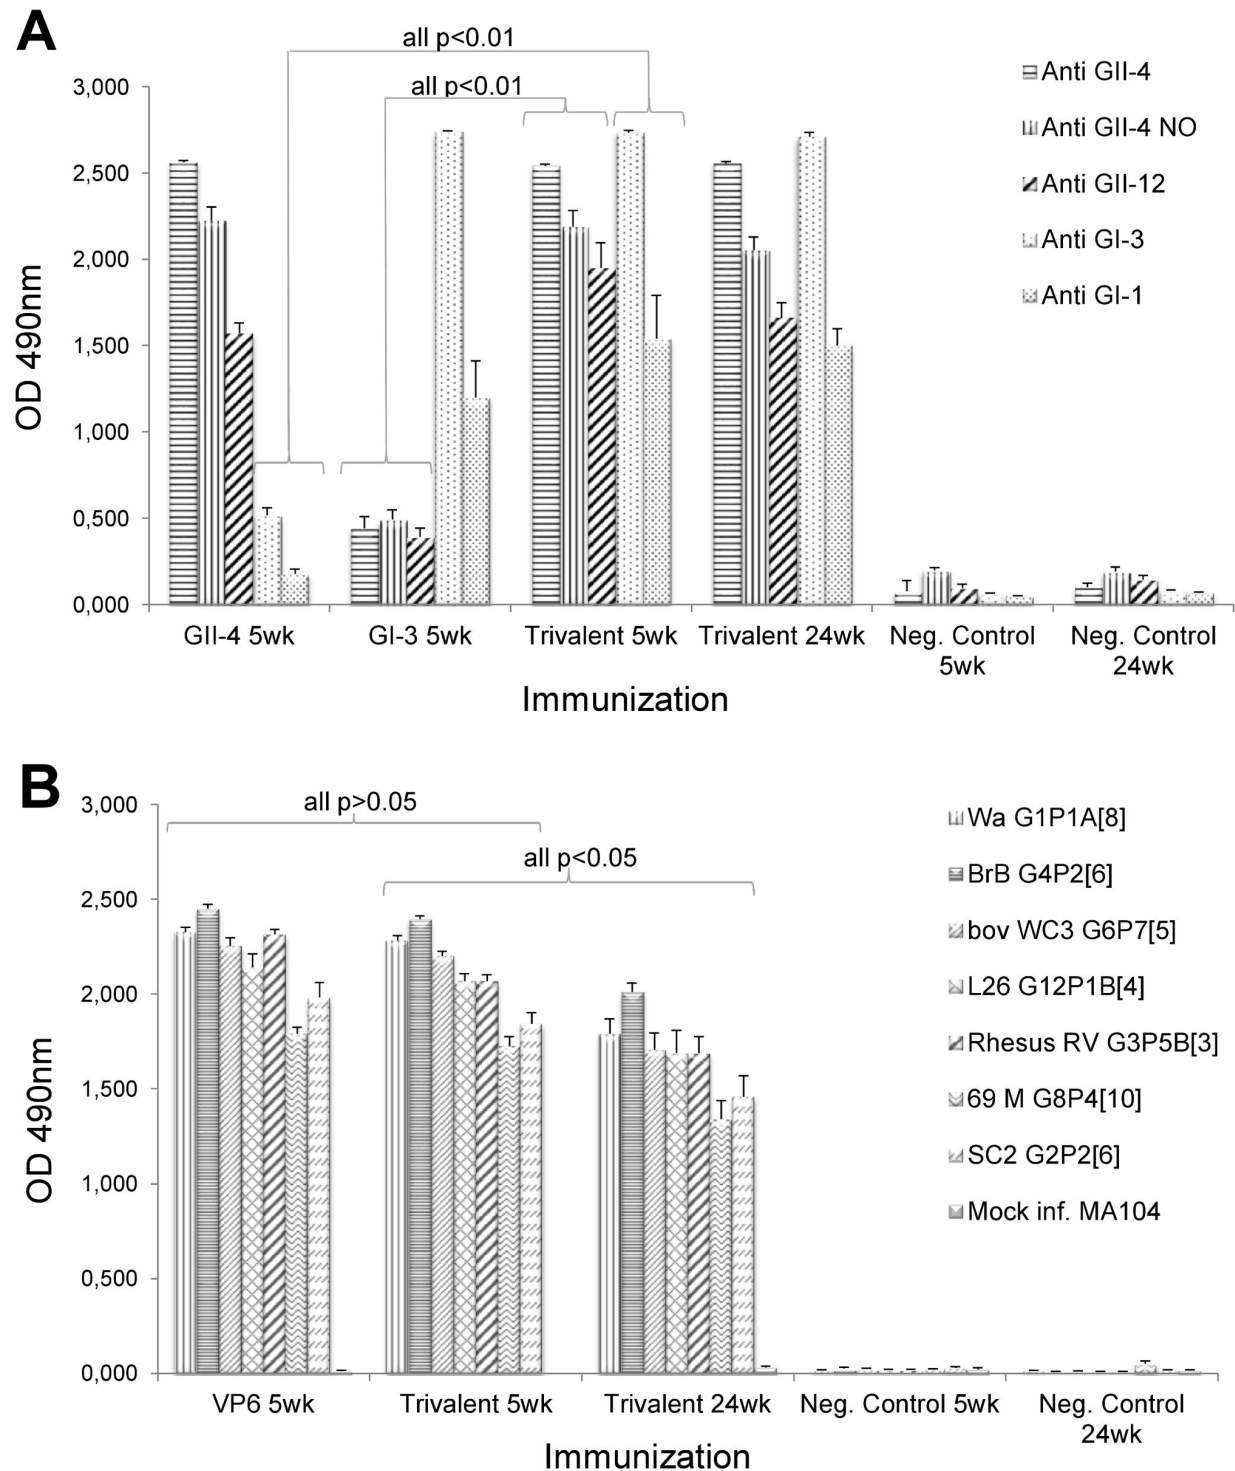 A
all p<0.01
all p<0.01
3,000
2,500
2,000
1,500
1,000
0,500
0,000
OD 490nm
Anti GII-4
Anti GII-4 NO
Anti GII-12
Anti GI-3
Anti GI-1
GII-4 5wk
GI-3 5wk
Trivalent 5wk
Trivalent 24wk
Neg. Control
5wk
Neg. Control
24wk
Immunization
B
all p>0.05
all p<0.05
3,000
2,500
2,000
1,500
1,000
0,500
0,000
OD 490nm
Wa G1P1A[8]
BrB G4P2[6]
bov WC3 G6P7[5]
L26 G12P1B[4]
Rhesus RV G3P5B[3]
69 M G8P4[10]
SC2 G2P2[6]
Mock inf. MA104
VP6 5wk
Trivalent 5wk
Trivalent 24wk
Neg. Control 5wk
Neg. Control
24wk
Immunization